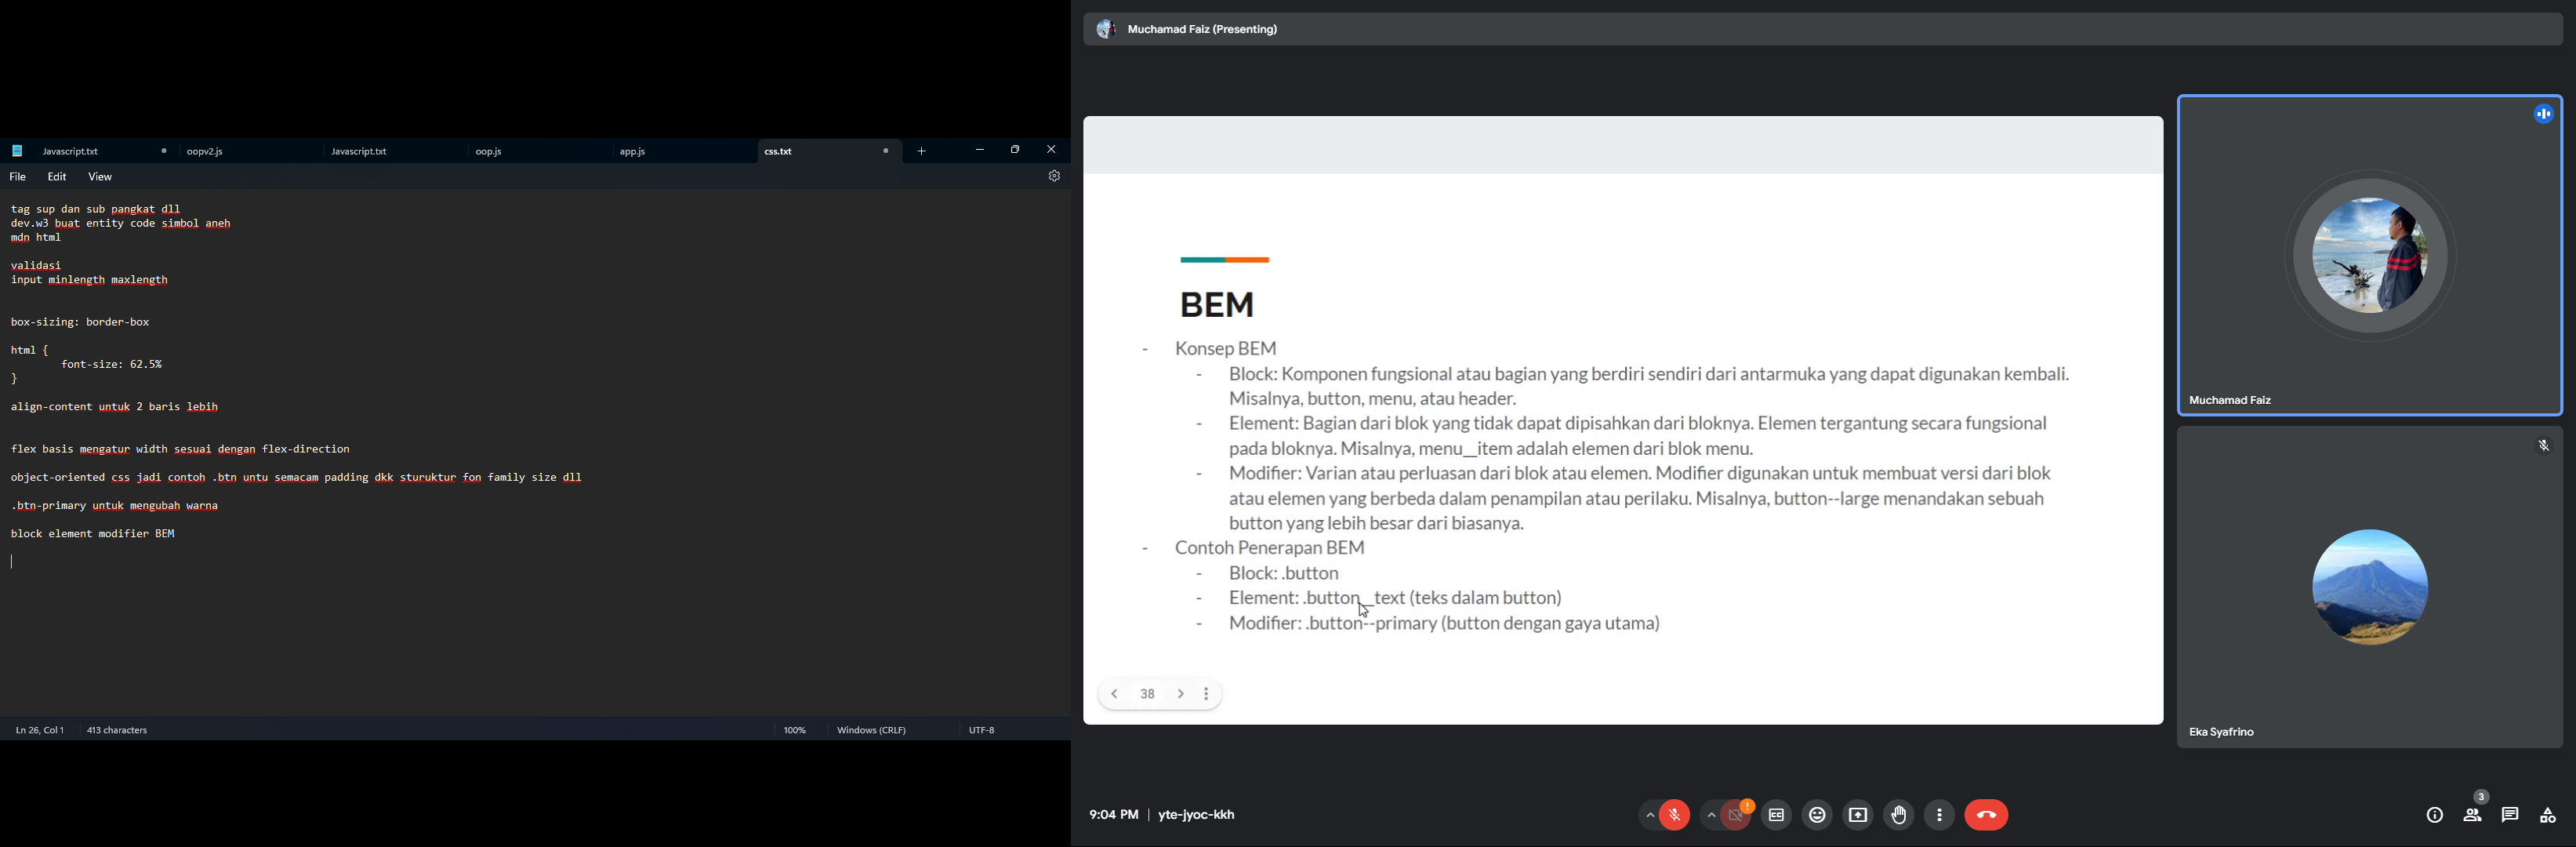 Javascript.txt
oopv2.js
Javascript.txt
oop.js
app.js
css.txt
File
Edit
View
tag sup dan sub pangkat dll
dev.w3 buat entity code simbol aneh
mdn html
validasi
input minlength maxlength
box-sizing: border-box
html {
font-size: 62.5%
}
align-content untuk 2 baris lebih
flex basis mengatur width sesuai dengan flex-direction
object-oriented css jadi contoh .btn untu semacam padding dkk sturuktur fon family size dll
.btn-primary untuk mengubah warna
block element modifier BEM
Ln 26, Col 1
413 characters
100%
Windows (CRLF)
UTF-8
Muchamad Faiz (Presenting)
BEM
- Konsep BEM
- Block: Komponen fungsional atau bagian yang berdiri sendiri dari antarmuka yang dapat digunakan kembali.
Misalnya, button, menu, atau header.
- Element: Bagian dari blok yang tidak dapat dipisahkan dari bloknya. Elemen tergantung secara fungsional
pada bloknya. Misalnya, menu__item adalah elemen dari blok menu.
- Modifier: Varian atau perluasan dari blok atau elemen. Modifier digunakan untuk membuat versi dari blok
atau elemen yang berbeda dalam penampilan atau perilaku. Misalnya, button--large menandakan sebuah
button yang lebih besar dari biasanya.
- Contoh Penerapan BEM
- Block: .button
- Element: .button__text (teks dalam button)
- Modifier: .button--primary (button dengan gaya utama)
38
Muchamad Faiz
Eka Syafrino
9:04 PM | yte-jyoc-kkh
3